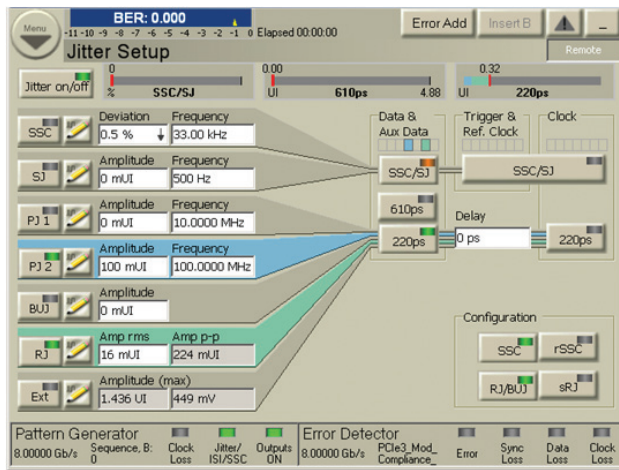 Menu
BER: 0.000
-11 -10 -9 -8 -7 -6 -5 -4 -3 -2 -1 0 Elapsed 00:00:00
Error Add
Insert B
Jitter Setup
Remote
Jitter on/off
0
% SSC/SJ
0.00
UI 610ps 4.88
0.32
UI 220ps
SSC
Deviation Frequency
0.5 % 33.00 kHz
SJ
Amplitude Frequency
0 mUI 500 Hz
PJ 1
Amplitude Frequency
0 mUI 10.0000 MHz
PJ 2
Amplitude Frequency
100 mUI 100.0000 MHz
BUJ
Amplitude
0 mUI
RJ
Amp rms Amp p-p
16 mUI 224 mUI
Ext
Amplitude (max)
1.436 UI 449 mV
Data &
Aux Data
SSC/SJ
610ps
220ps
Trigger &
Ref. Clock
Clock
SSC/SJ
Delay
0 ps
220ps
Configuration
SSC rSSC
RJ/BUJ sRJ
Pattern Generator
8.00000 Gb/s
Sequence, B:
0
Clock
Loss
Jitter/
ISI/SSC
Outputs
ON
Error Detector
8.00000 Gb/s
PCIe3_Mod_
Compliance_
Error
Sync
Loss
Data
Loss
Clock
Loss